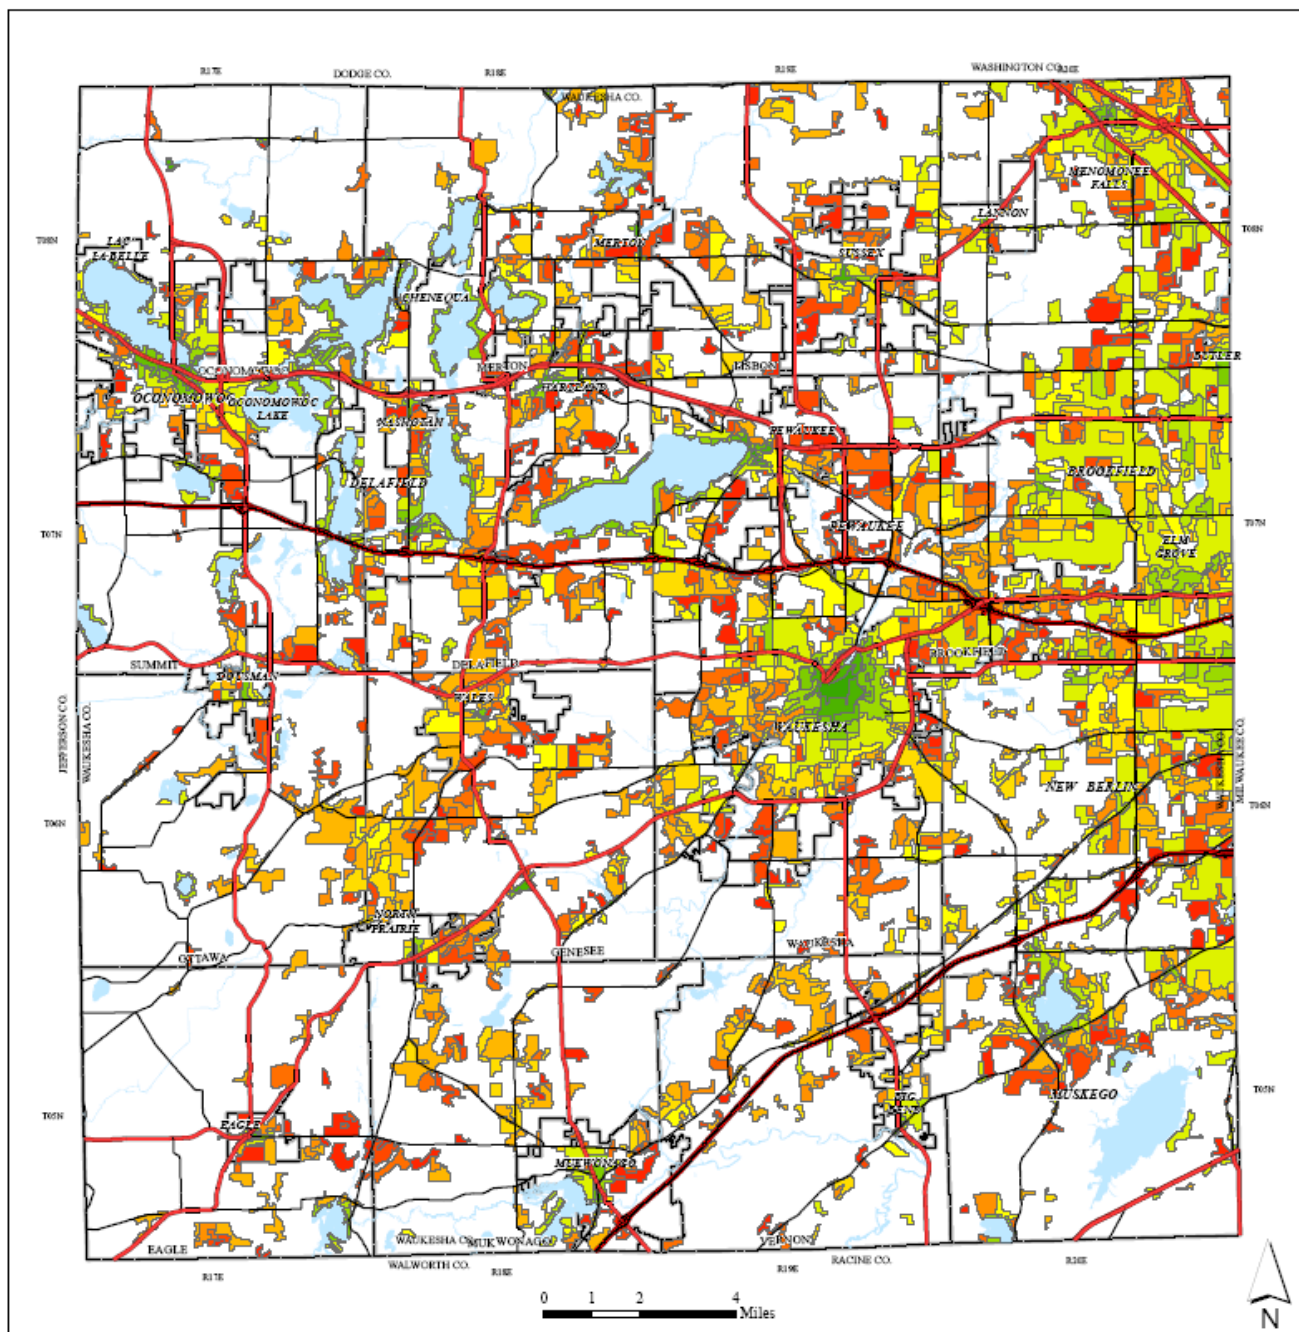 R17E
DODGE CO.
R18E
R19E
WASHINGTON CO.
R20E
WAUKESHA CO.
MENOMONEE
FALLS
LANNON
T08N
T08N
LAC
LA BELLE
MERTON
SUSSEX
CHENEQUA
BUTLER
OCONOMOWOC
MERTON
LISBON
HARTLAND
OCONOMOWOC
OCONOMOWOC
LAKE
NASHOTAH
PEWAUKEE
BROOKFIELD
DELAFIELD
PEWAUKEE
T07N
T07N
ELM
GROVE
SUMMIT
DELAFIELD
BROOKFIELD
DOUSMAN
WALES
WAUKESHA
JEFFERSON CO.
WAUKESHA CO.
WAUKESHA CO.
MILWAUKEE CO.
NEW BERLIN
T06N
T06N
NORTH
PRAIRIE
OTTAWA
GENESEE
WAUKESHA
T05N
T05N
BIG
BEND
MUSKEGO
EAGLE
MUKWONAGO
EAGLE
WAUKESHA CO.
MUKWONAGO
VERNON
WALWORTH CO.
RACINE CO.
R17E
R18E
R19E
R20E
0 1 2 4
Miles
N